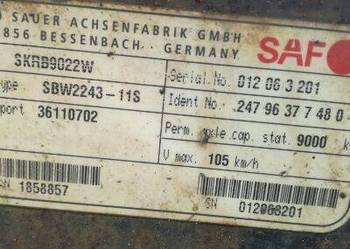 SAUER ACHSENFABRIK GMBH
856 BESSENBACH · GERMANY
SAF
SKRB9022W
Serial No. 012 06 3 201
ype SBW2243-11S
Ident No. 247 96 37 7 48 0
port 36110702
Perm. axle cap. stat. 9000 k
V max. 105 km/h
SN 1858857
SN